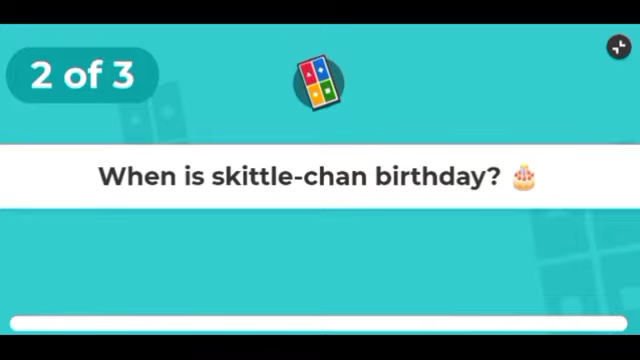 2 of 3
When is skittle-chan birthday? 🎂